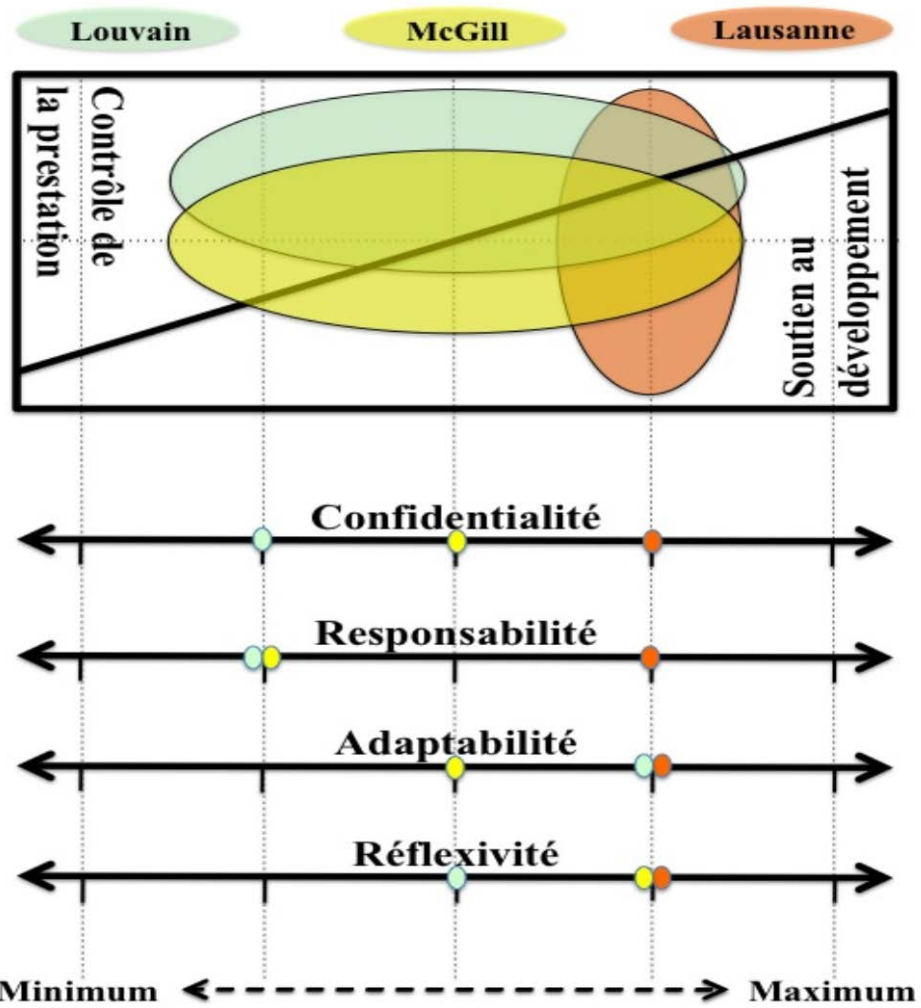 Louvain
McGill
Lausanne
Contrôle de
la prestation
Soutien au
développement
Confidentialité
Responsabilité
Adaptabilité
Réflexivité
Minimum
Maximum